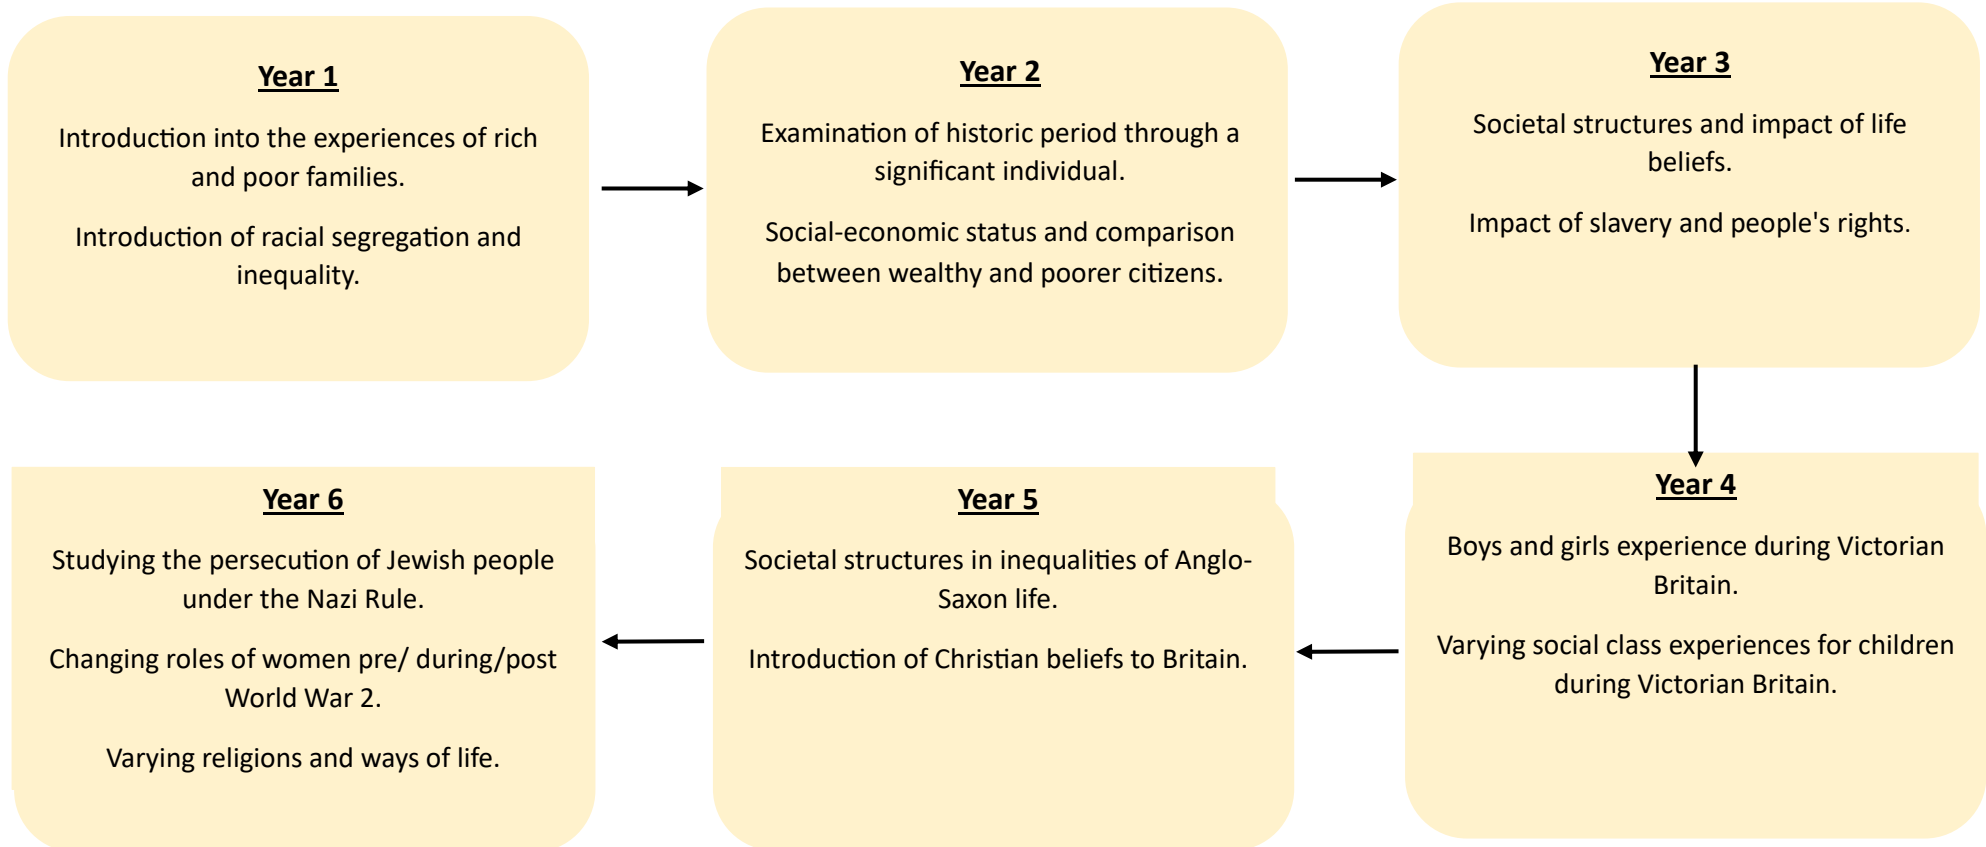 Year 1
Introduction into the experiences of rich
and poor families.
Introduction of racial segregation and
inequality.
Year 2
Examination of historic period through a
significant individual.
Social-economic status and comparison
between wealthy and poorer citizens.
Year 3
Societal structures and impact of life
beliefs.
Impact of slavery and people's rights.
Year 4
Boys and girls experience during Victorian
Britain.
Varying social class experiences for children
during Victorian Britain.
Year 5
Societal structures in inequalities of Anglo-
Saxon life.
Introduction of Christian beliefs to Britain.
Year 6
Studying the persecution of Jewish people
under the Nazi Rule.
Changing roles of women pre/ during/post
World War 2.
Varying religions and ways of life.